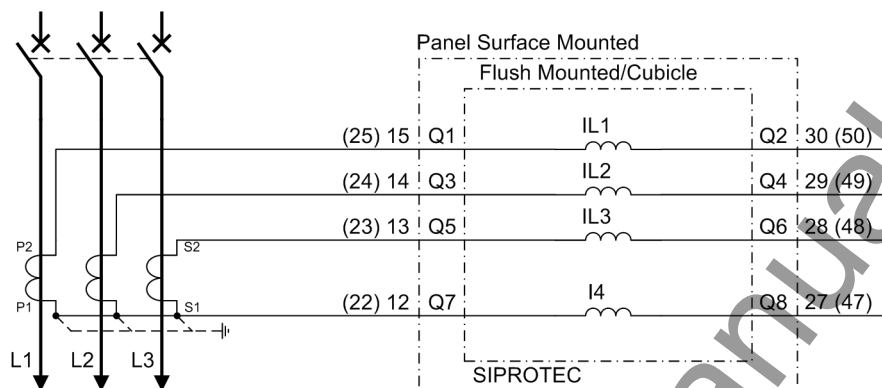 Panel Surface Mounted
Flush Mounted/Cubicle
(25) 15 Q1 IL1 Q2 30 (50)
(24) 14 Q3 IL2 Q4 29 (49)
(23) 13 Q5 IL3 Q6 28 (48)
P2 S2
(22) 12 Q7 I4 Q8 27 (47)
P1 S1
L1 L2 L3
SIPROTEC
anual